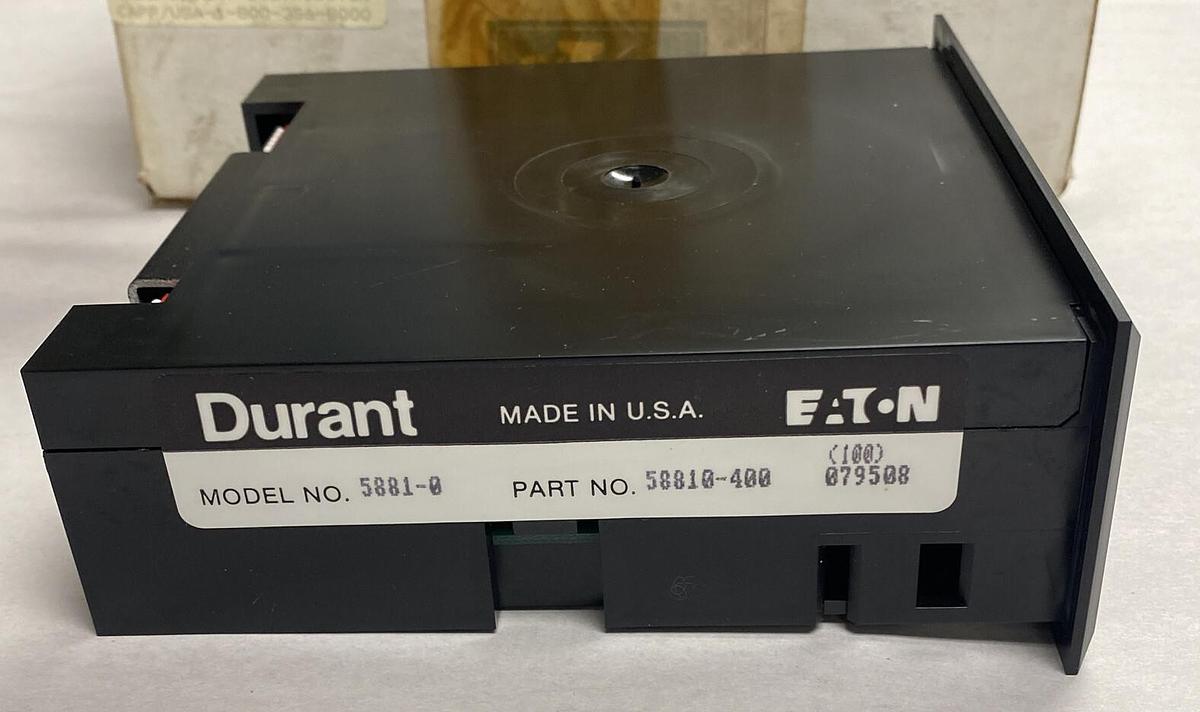 Durant MADE IN U.S.A. EATON
(100)
MODEL NO. 5881-0 PART NO. 58810-400 079508